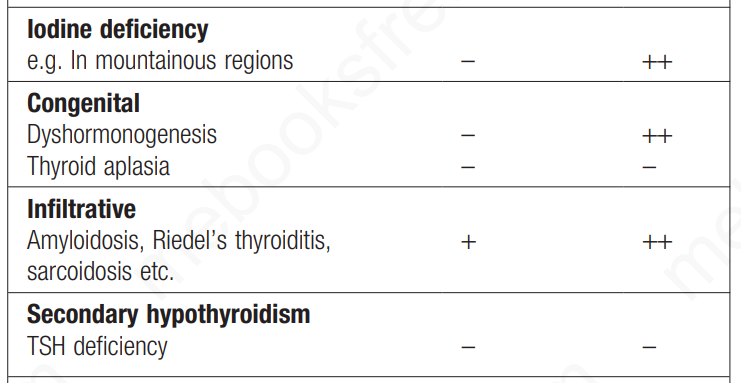 Iodine deficiency
e.g. In mountainous regions – ++
Congenital
Dyshormonogenesis – ++
Thyroid aplasia – –
Infiltrative
Amyloidosis, Riedel’s thyroiditis, + ++
sarcoidosis etc.
Secondary hypothyroidism
TSH deficiency – –